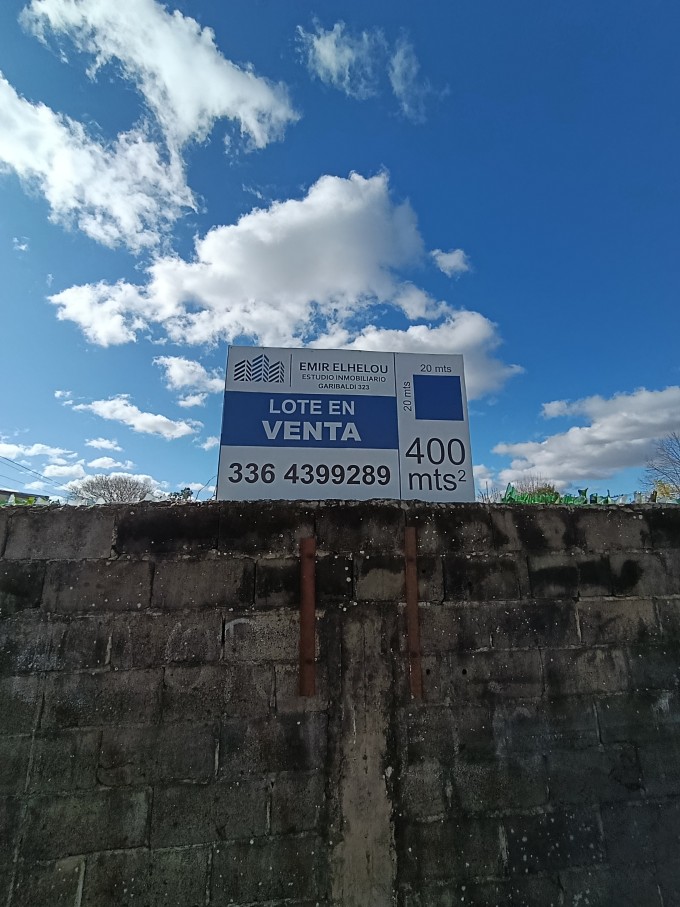 EMIR ELHELOU
ESTUDIO INMOBILIARIO
GARIBALDI 323
LOTE EN
VENTA
336 4399289
20 mts
20 mts
400
mts²